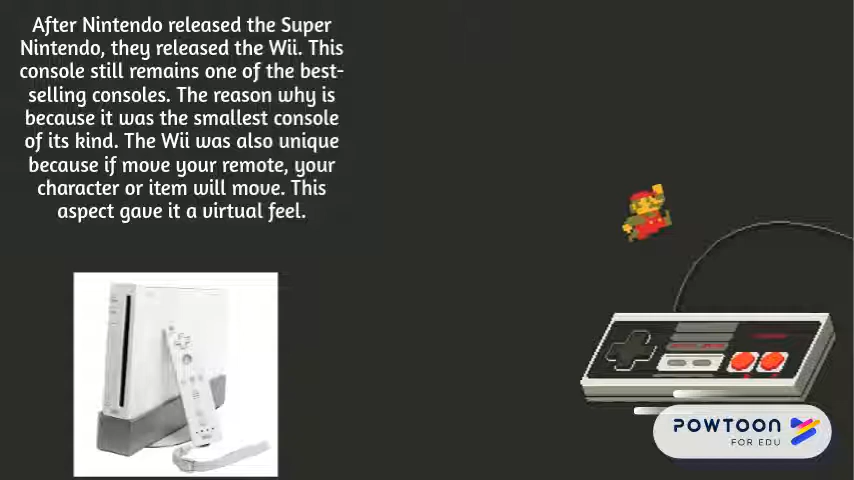 After Nintendo released the Super
Nintendo, they released the Wii. This
console still remains one of the best-
selling consoles. The reason why is
because it was the smallest console
of its kind. The Wii was also unique
because if move your remote, your
character or item will move. This
aspect gave it a virtual feel.
POWTOON
FOR EDU